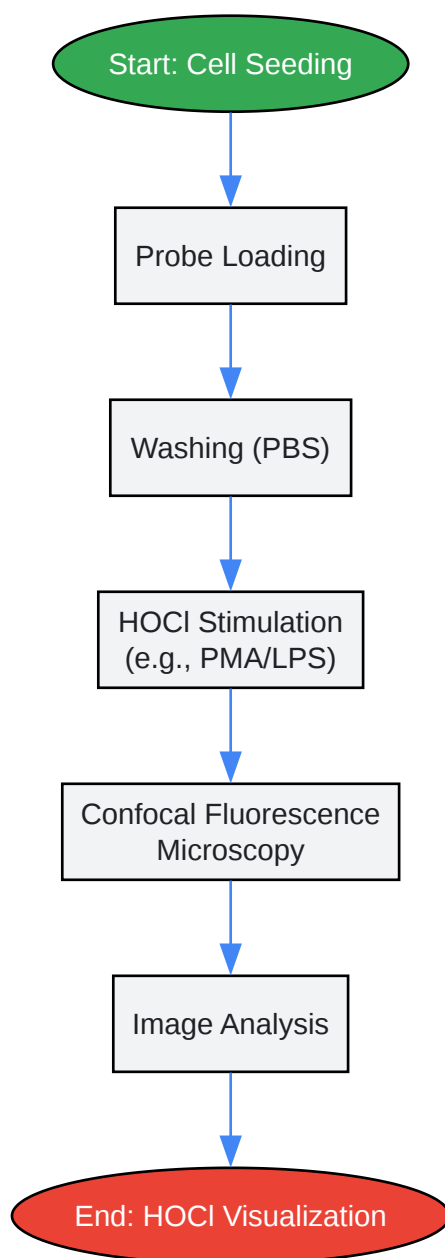 Start: Cell Seeding
Probe Loading
Washing (PBS)
HOCl Stimulation
(e.g., PMA/LPS)
Confocal Fluorescence
Microscopy
Image Analysis
End: HOCl Visualization